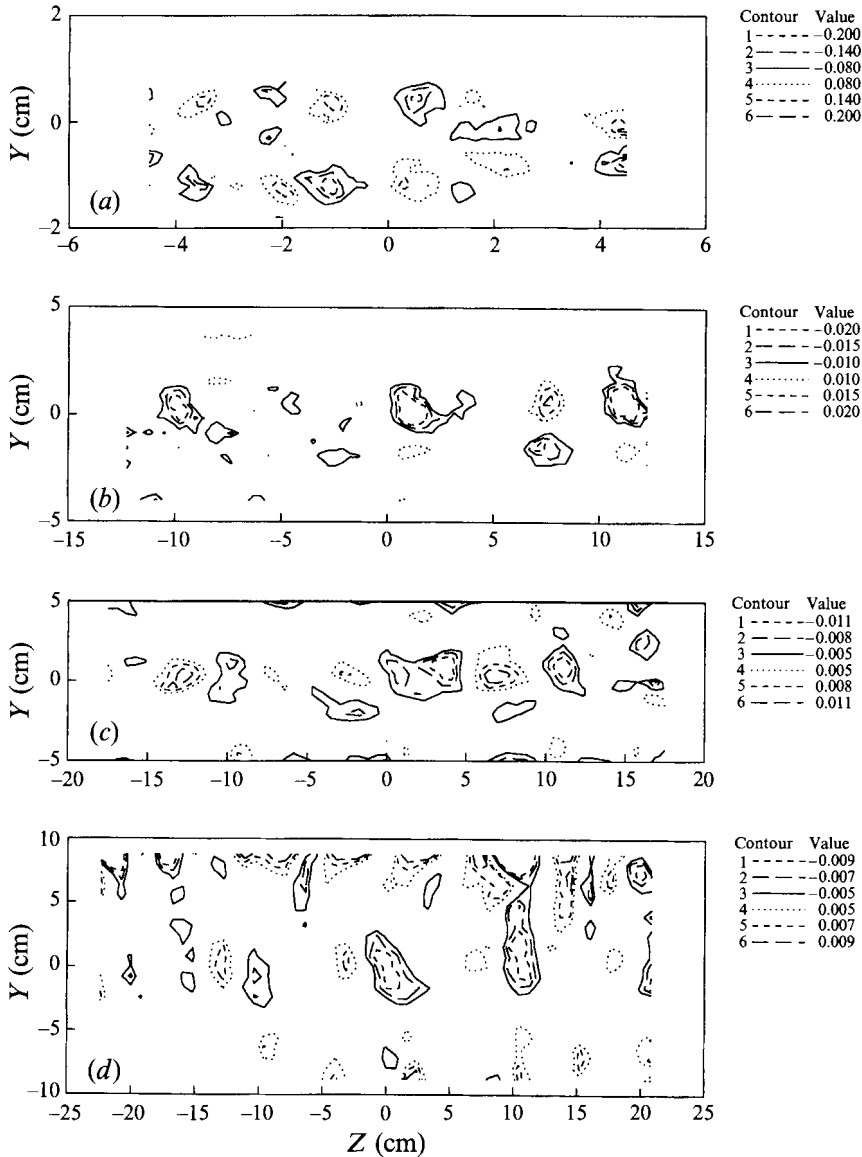 Contour Value
1 −0.200
2 −0.140
3 −0.080
4 0.080
5 0.140
6 0.200
2
0
−2
Y (cm)
(a)
−6 −4 −2 0 2 4 6
Contour Value
1 −0.020
2 −0.015
3 −0.010
4 0.010
5 0.015
6 0.020
5
0
−5
Y (cm)
(b)
−15 −10 −5 0 5 10 15
Contour Value
1 −0.011
2 −0.008
3 −0.005
4 0.005
5 0.008
6 0.011
5
0
−5
Y (cm)
(c)
−20 −15 −10 −5 0 5 10 15 20
Contour Value
1 −0.009
2 −0.007
3 −0.005
4 0.005
5 0.007
6 0.009
10
5
0
−5
−10
Y (cm)
(d)
−25 −20 −15 −10 −5 0 5 10 15 20 25
Z (cm)